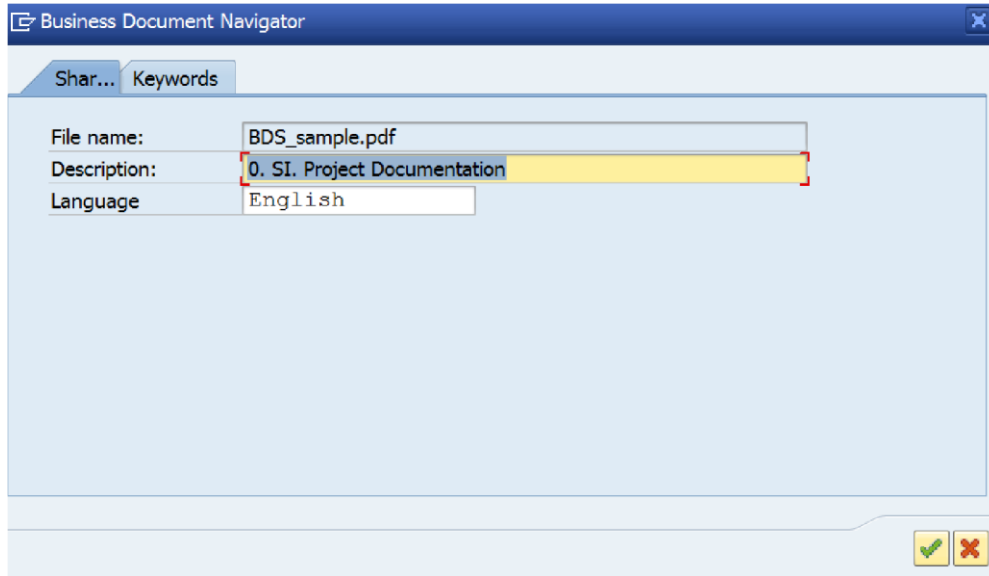 Business Document Navigator
Shar... Keywords
File name: BDS_sample.pdf
Description: 0. SI. Project Documentation
Language English